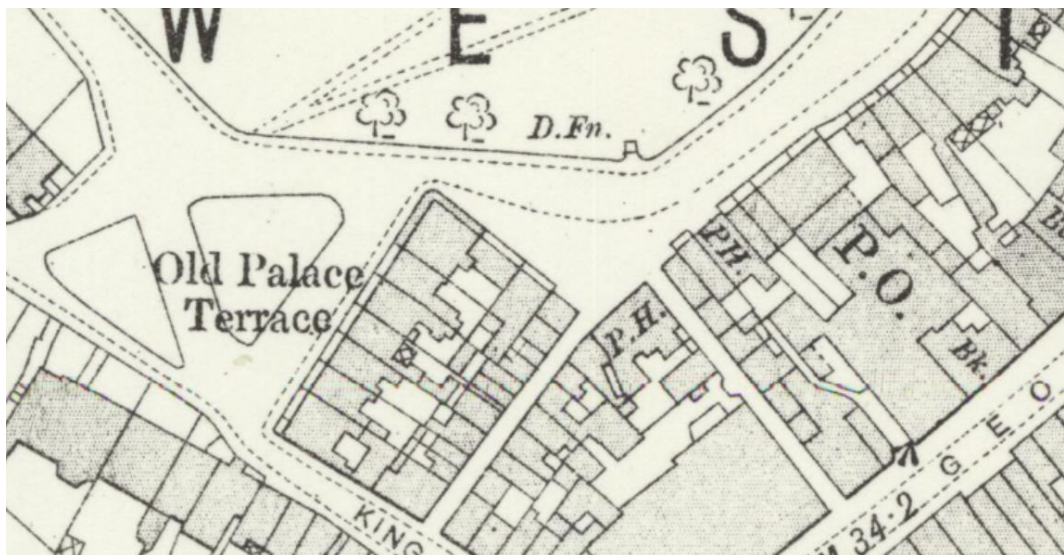 W E S T
D.Fn.
Old Palace
Terrace
P.H.
P.H.
P.O.
Bk.
KING
34·2
G E O